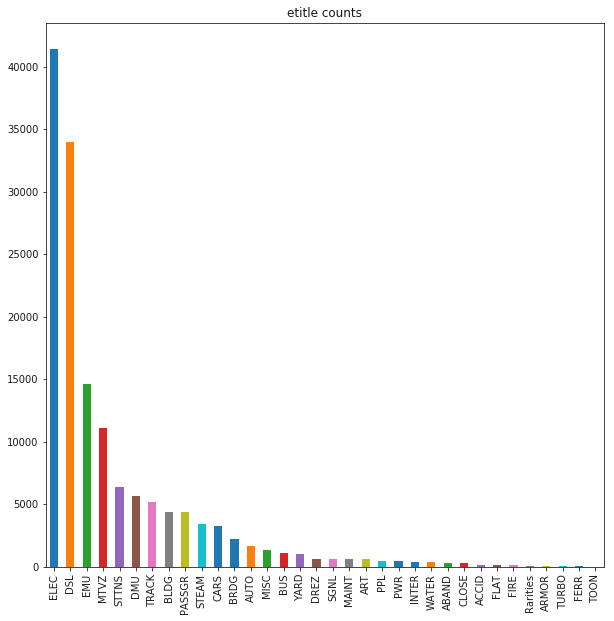 etitle counts
40000
35000
30000
25000
20000
15000
10000
5000
0
ELEC
DSL
EMU
MTVZ
STTNS
DMU
TRACK
BLDG
PASSGR
STEAM
CARS
BRDG
AUTO
MISC
BUS
YARD
DREZ
SGNL
MAINT
ART
PPL
PWR
INTER
WATER
ABAND
CLOSE
ACCID
FLAT
FIRE
Rarities
ARMOR
TURBO
FERR
TOON